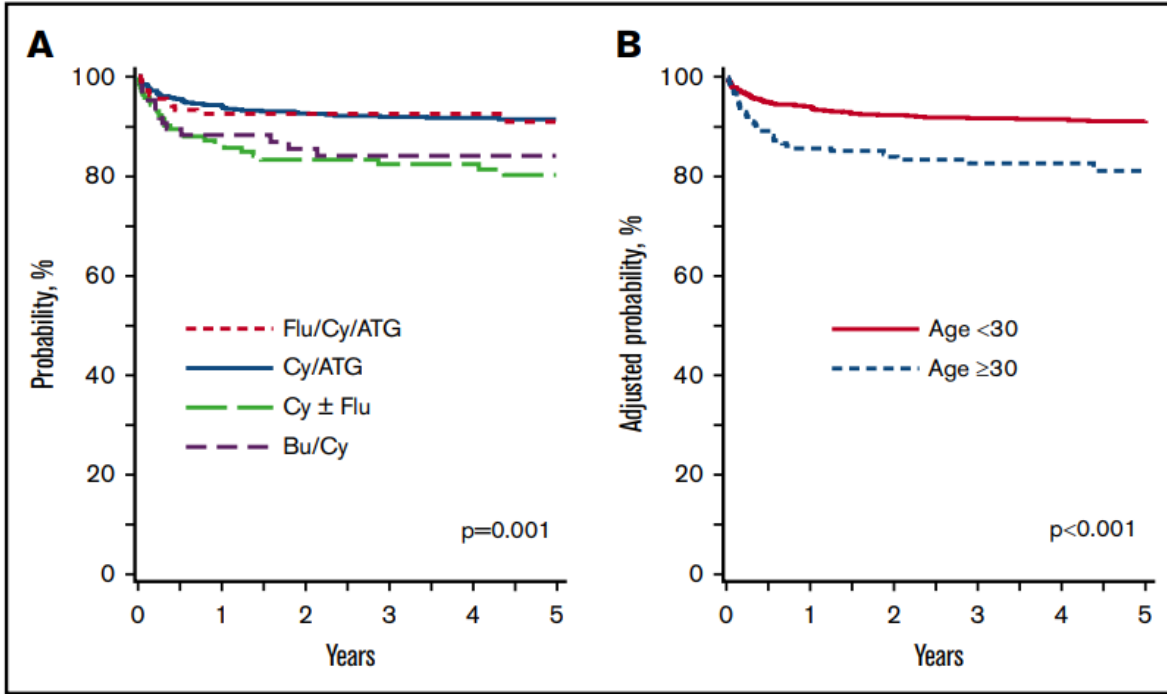 A
100
80
60
40
20
0
Probability, %
Flu/Cy/ATG
Cy/ATG
Cy ± Flu
Bu/Cy
p=0.001
0 1 2 3 4 5
Years
B
100
80
60
40
20
0
Adjusted probability, %
Age <30
Age ≥30
p<0.001
0 1 2 3 4 5
Years